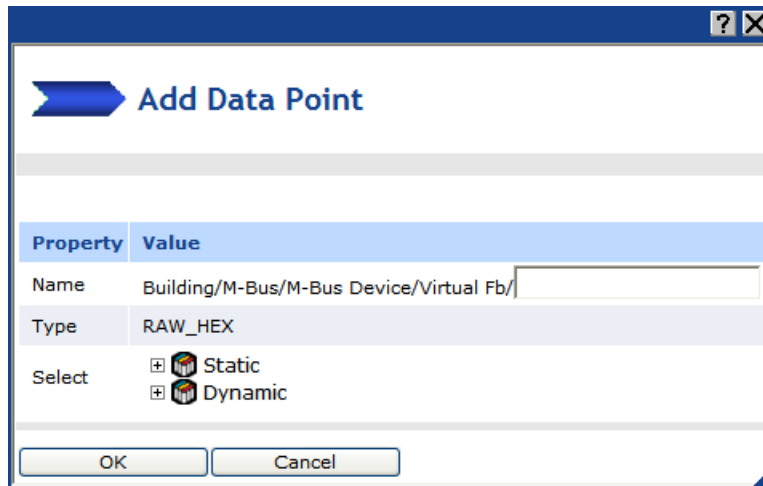 ?
Add Data Point
Property Value
Name Building/M-Bus/M-Bus Device/Virtual Fb/
Type RAW_HEX
Select Static
Dynamic
OK Cancel